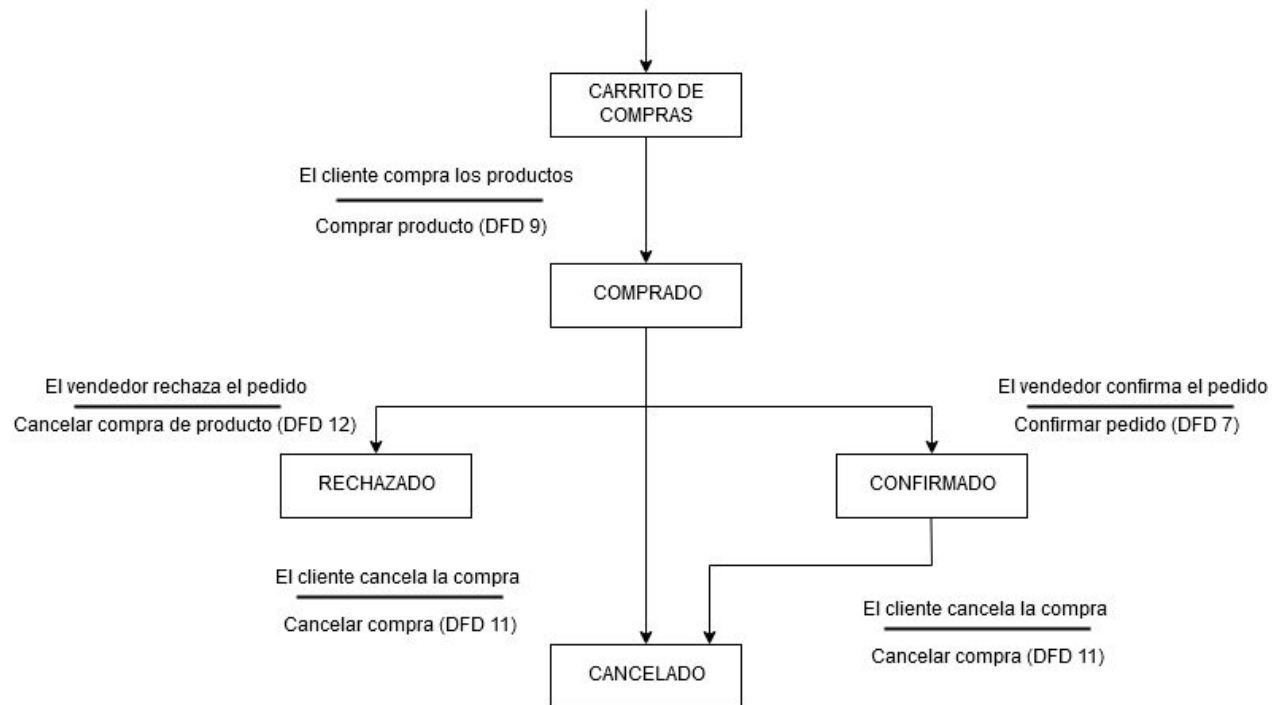 CARRITO DE
COMPRAS
El cliente compra los productos
Comprar producto (DFD 9)
COMPRADO
El vendedor rechaza el pedido
Cancelar compra de producto (DFD 12)
El vendedor confirma el pedido
Confirmar pedido (DFD 7)
RECHAZADO
CONFIRMADO
El cliente cancela la compra
Cancelar compra (DFD 11)
El cliente cancela la compra
Cancelar compra (DFD 11)
CANCELADO